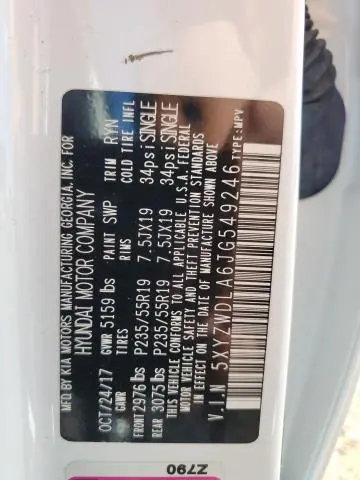 MFD BY KIA MOTORS MANUFACTURING GEORGIA, INC. FOR
HYUNDAI MOTOR COMPANY
OCT/24/17 GVWR 5159 lbs PAINT SWP TRIM RYN
GAWR TIRES RIMS COLD TIRE INFL
FRONT 2976 lbs P235/55R19 7.5JX19 34psi SINGLE
REAR 3075 lbs P235/55R19 7.5JX19 34psi SINGLE
THIS VEHICLE CONFORMS TO ALL APPLICABLE U.S.A. FEDERAL
MOTOR VEHICLE SAFETY AND THEFT PREVENTION STANDARDS
IN EFFECT ON THE DATE OF MANUFACTURE SHOWN ABOVE
V.I.N 5XYZWDLA6JG549246 TYPE:MPV
Z790